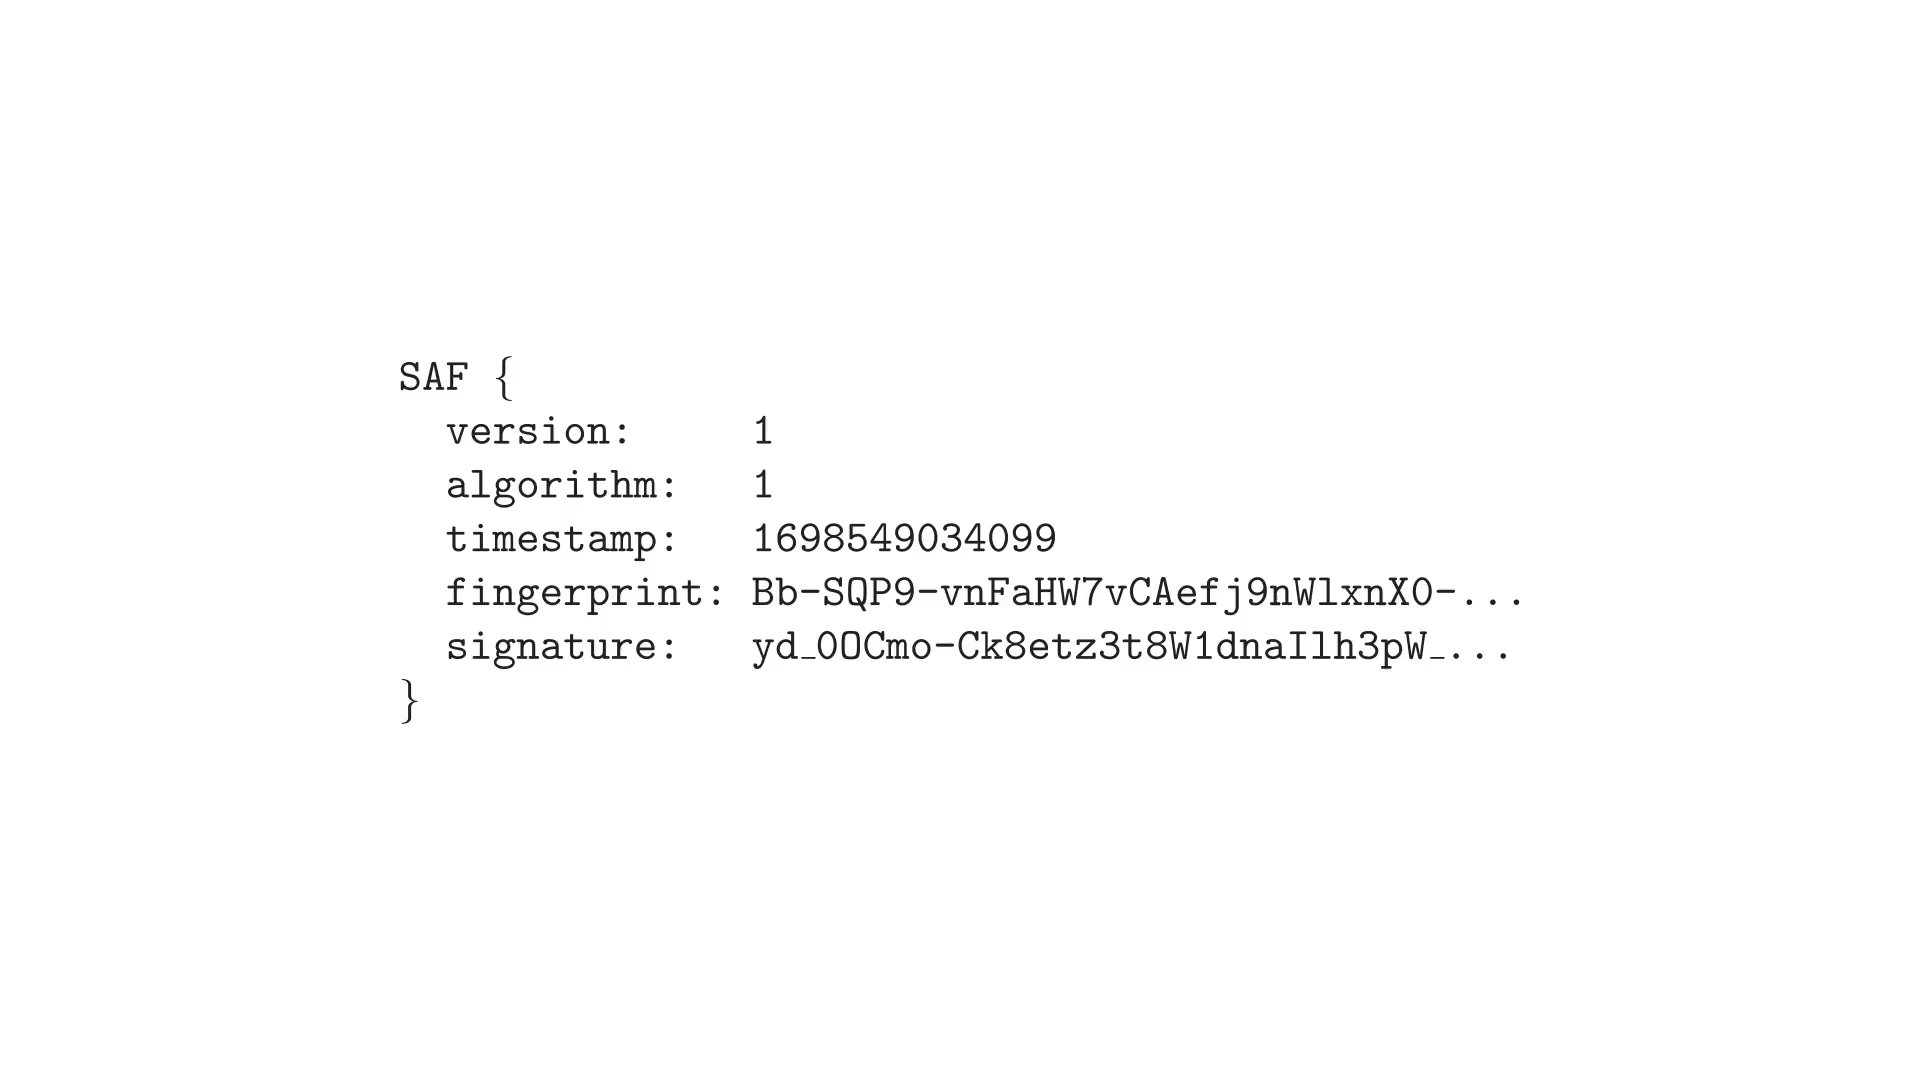 SAF {
  version:     1
  algorithm:   1
  timestamp:   1698549034099
  fingerprint: Bb-SQP9-vnFaHW7vCAefj9nWlxnX0-...
  signature:   yd_0OCmo-Ck8etz3t8W1dnaIlh3pW_...
}